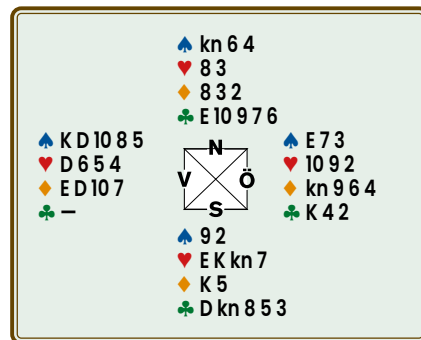 ♠ kn 6 4
♥ 8 3
♦ 8 3 2
♣ E 10 9 7 6
♠ K D 10 8 5
♥ D 6 5 4
♦ E D 10 7
♣ –
N
V Ö
S
♠ E 7 3
♥ 10 9 2
♦ kn 9 6 4
♣ K 4 2
♠ 9 2
♥ E K kn 7
♦ K 5
♣ D kn 8 5 3